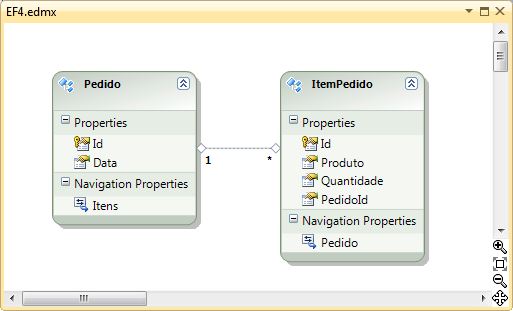 EF4.edmx
Pedido
Properties
Id
Data
Navigation Properties
Itens
1
*
ItemPedido
Properties
Id
Produto
Quantidade
PedidoId
Navigation Properties
Pedido